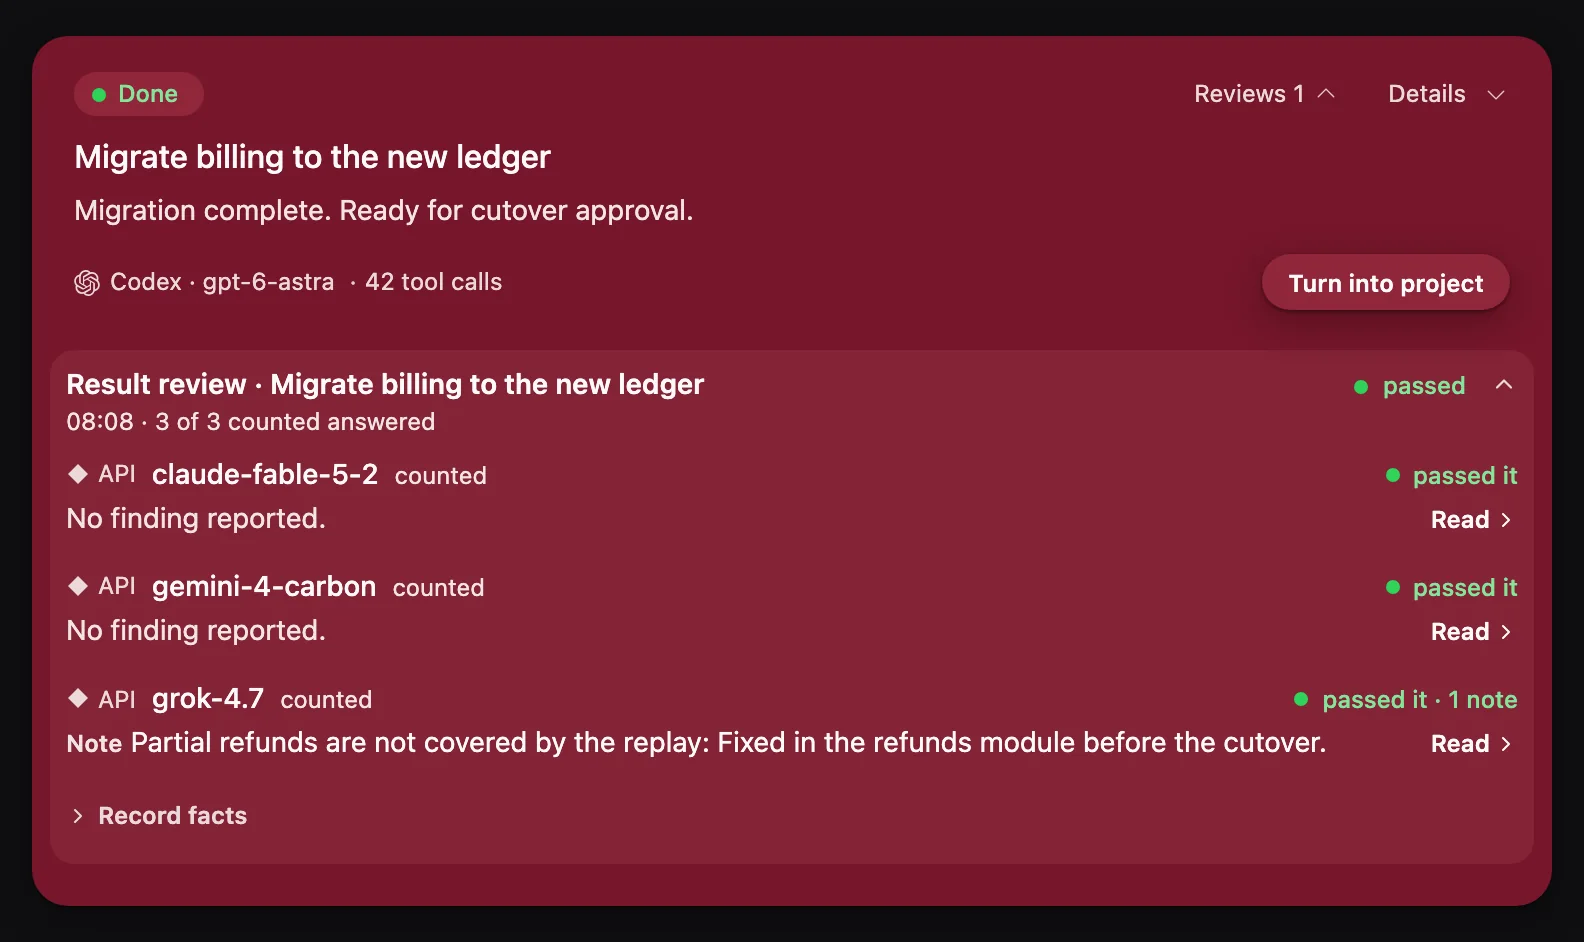 Done
Reviews 1
Details
Migrate billing to the new ledger
Migration complete. Ready for cutover approval.
Codex · gpt-6-astra · 42 tool calls
Turn into project
Result review · Migrate billing to the new ledger
passed
08:08 · 3 of 3 counted answered
API claude-fable-5-2 counted
passed it
No finding reported.
Read
API gemini-4-carbon counted
passed it
No finding reported.
Read
API grok-4.7 counted
passed it · 1 note
Note Partial refunds are not covered by the replay: Fixed in the refunds module before the cutover.
Read
Record facts